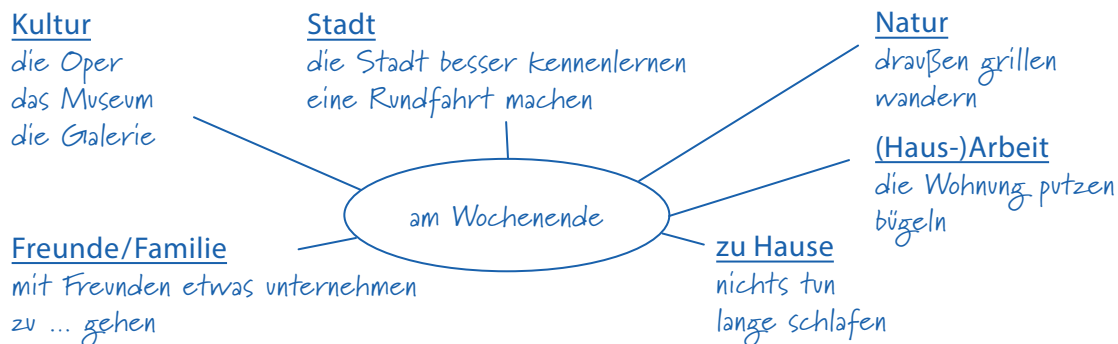 Kultur
die Oper
das Museum
die Galerie
Stadt
die Stadt besser kennenlernen
eine Rundfahrt machen
Natur
draußen grillen
wandern
(Haus-)Arbeit
die Wohnung putzen
bügeln
am Wochenende
Freunde/Familie
mit Freunden etwas unternehmen
zu ... gehen
zu Hause
nichts tun
lange schlafen